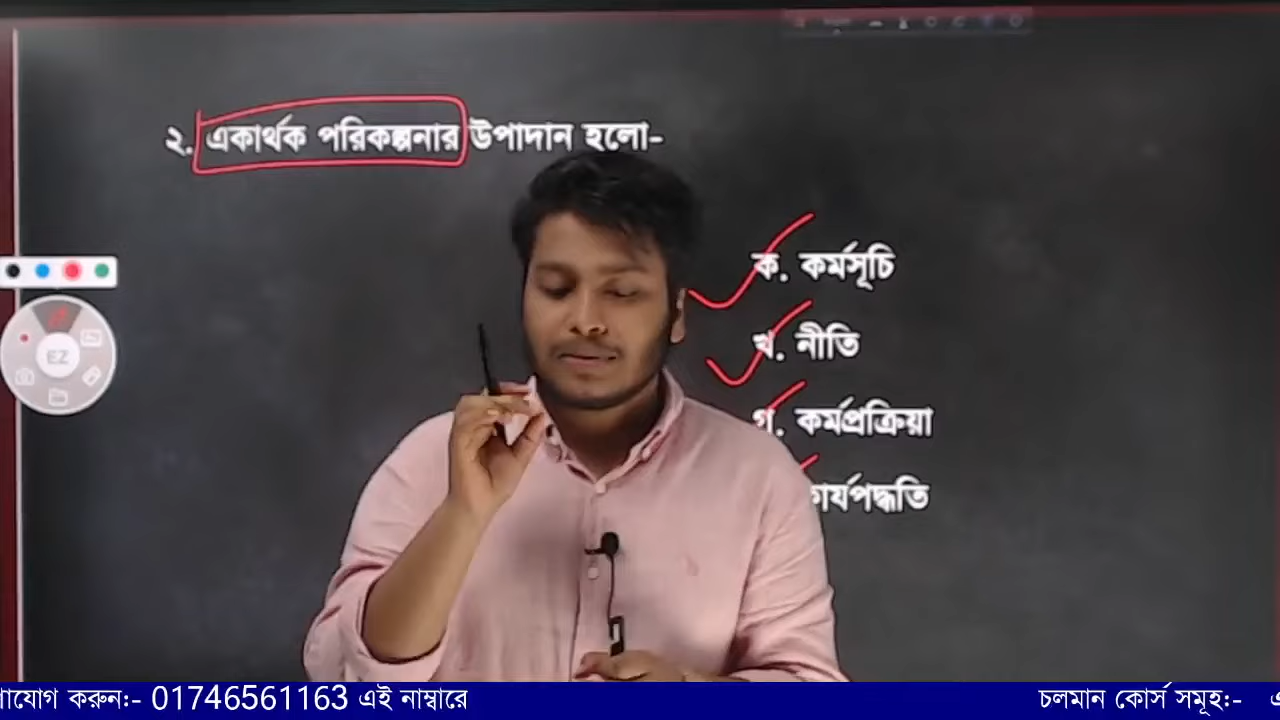 ২. একার্থক পরিকল্পনার উপাদান হলো-
ক. কর্মসূচি
খ. নীতি
গ. কর্মপ্রক্রিয়া
কার্যপদ্ধতি
EZ
করুন:- 01746561163 এই নাম্বারে
চলমান কোর্স সমূহ:-